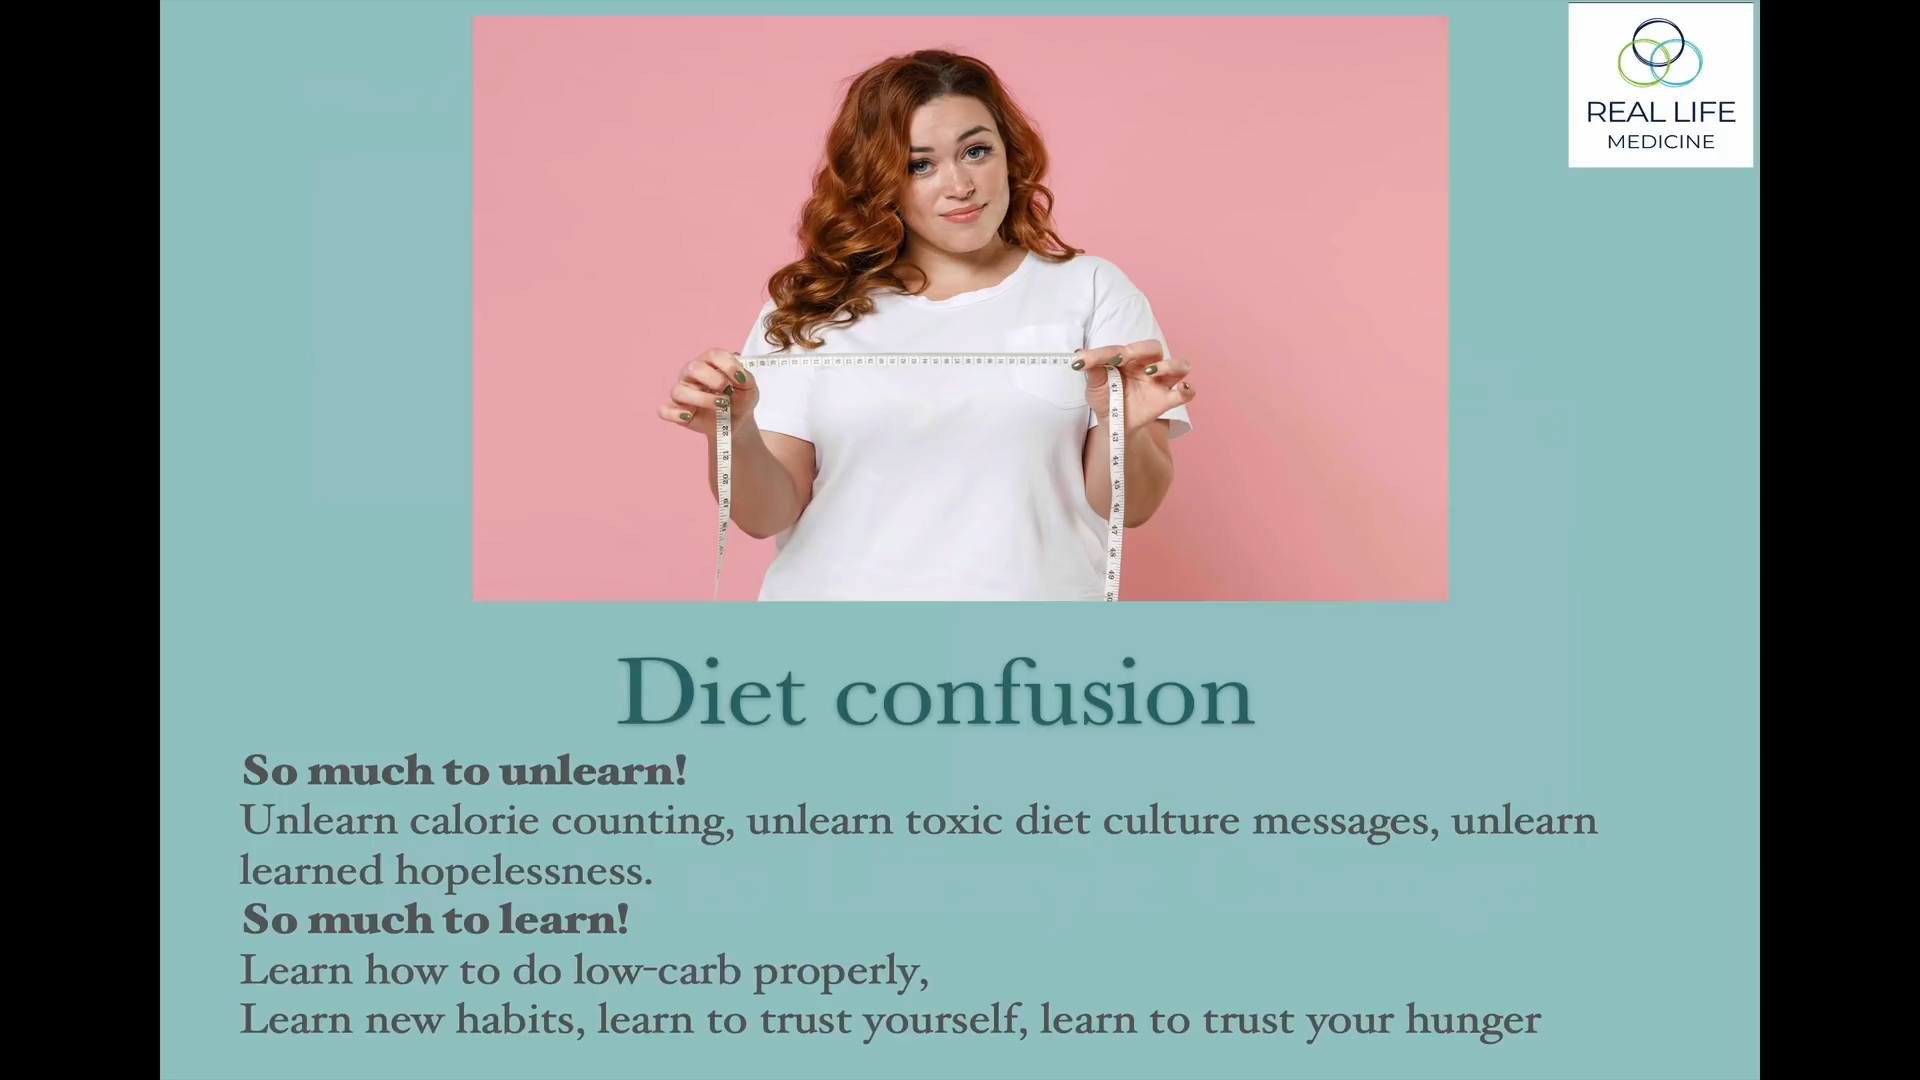 REAL LIFE
MEDICINE
Diet confusion
So much to unlearn!
Unlearn calorie counting, unlearn toxic diet culture messages, unlearn
learned hopelessness.
So much to learn!
Learn how to do low-carb properly,
Learn new habits, learn to trust yourself, learn to trust your hunger